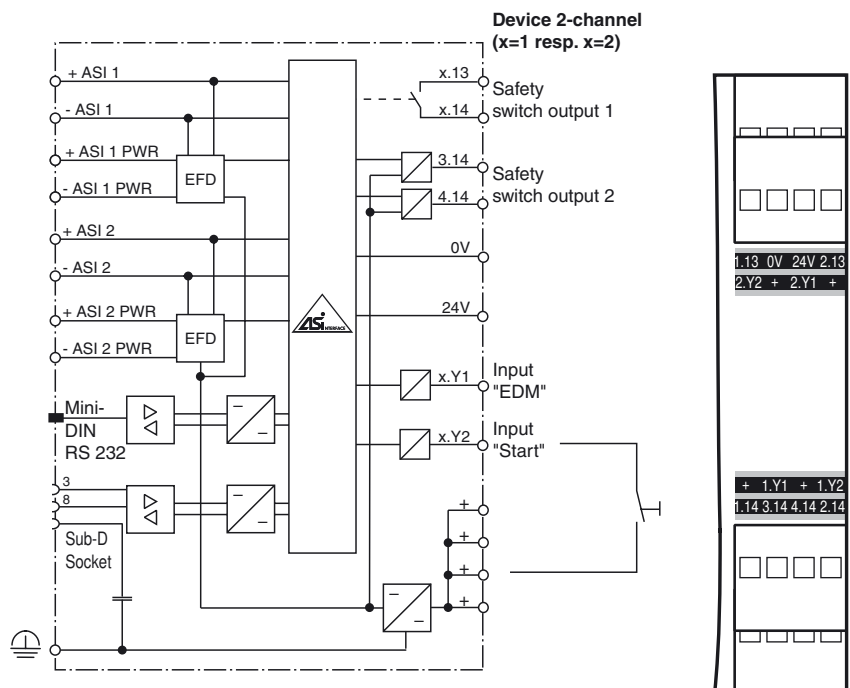 Device 2-channel
(x=1 resp. x=2)
+ ASI 1
- ASI 1
+ ASI 1 PWR
- ASI 1 PWR
EFD
+ ASI 2
- ASI 2
+ ASI 2 PWR
- ASI 2 PWR
EFD
Mini-
DIN
RS 232
3
8
Sub-D
Socket
ASi INTERFACE
x.13
x.14
Safety
switch output 1
3.14
4.14
Safety
switch output 2
0V
24V
x.Y1
Input
"EDM"
x.Y2
Input
"Start"
+
+
+
+
1.13 0V 24V 2.13
2.Y2 + 2.Y1 +
+ 1.Y1 + 1.Y2
1.14 3.14 4.14 2.14